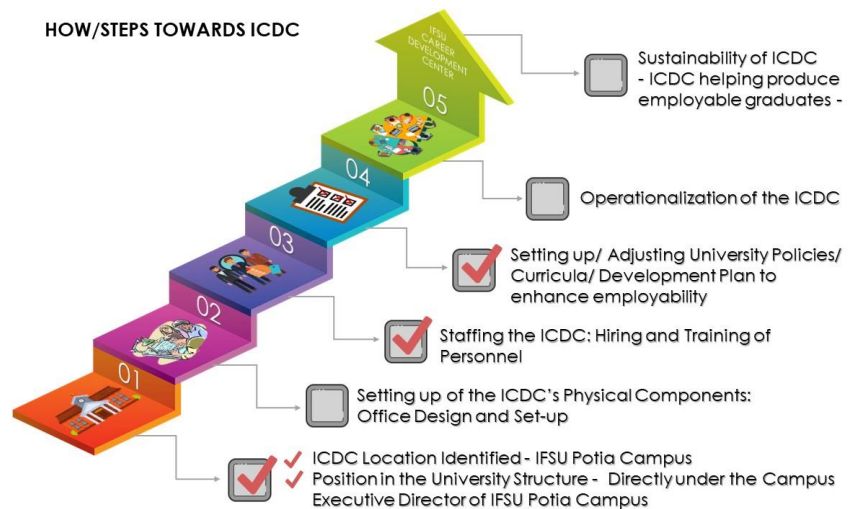 HOW/STEPS TOWARDS ICDC
IFSU
CAREER
DEVELOPMENT
CENTER
05
Sustainability of ICDC
- ICDC helping produce
employable graduates -
04
Operationalization of the ICDC
03
Setting up/ Adjusting University Policies/
Curricula/ Development Plan to
enhance employability
02
Staffing the ICDC: Hiring and Training of
Personnel
01
Setting up of the ICDC's Physical Components:
Office Design and Set-up
ICDC Location Identified - IFSU Potia Campus
Position in the University Structure - Directly under the Campus
Executive Director of IFSU Potia Campus